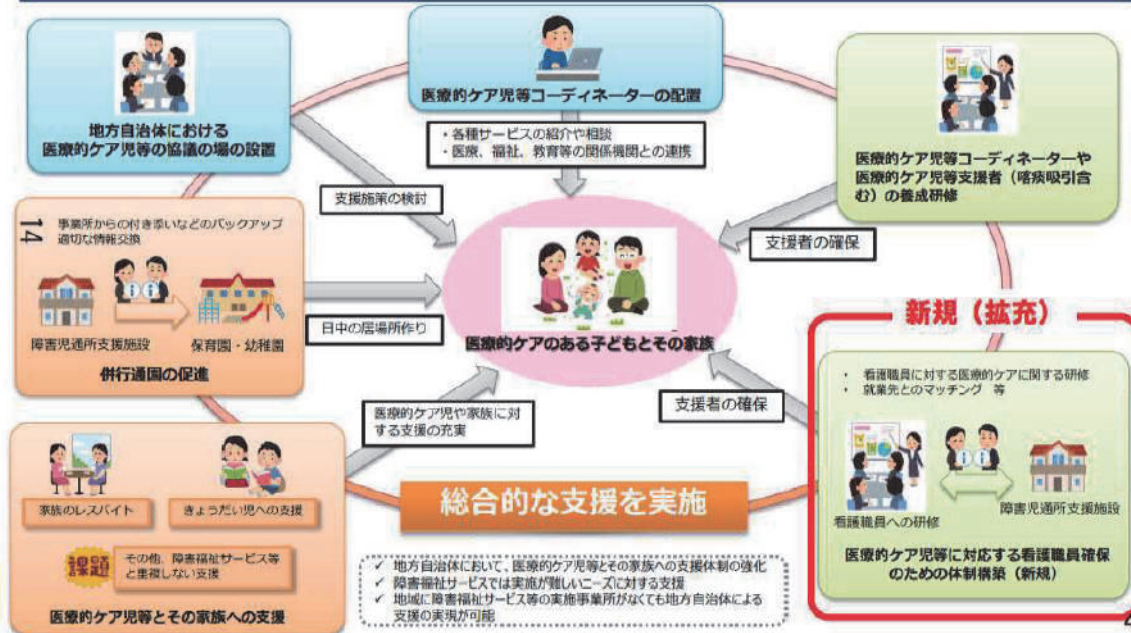 地方自治体における
医療的ケア児等の協議の場の設置
医療的ケア児等コーディネーターの配置
・各種サービスの紹介や相談
・医療、福祉、教育等の関係機関との連携
医療的ケア児等コーディネーターや
医療的ケア児等支援者（喀痰吸引含
む）の養成研修
支援施策の検討
支援者の確保
14
事業所からの付き添いなどのバックアップ
適切な情報交換
障害児通所支援施設
保育園・幼稚園
併行通園の促進
日中の居場所作り
医療的ケアのある子どもとその家族
新規（拡充）
・ 看護職員に対する医療的ケアに関する研修
・ 就業先とのマッチング 等
看護職員への研修
障害児通所支援施設
医療的ケア児等に対応する看護職員確保
のための体制構築（新規）
支援者の確保
医療的ケア児や家族に対
する支援の充実
家族のレスパイト
きょうだい児への支援
課題
その他、障害福祉サービス等
と重複しない支援
医療的ケア児等とその家族への支援
総合的な支援を実施
✓ 地方自治体において、医療的ケア児等とその家族への支援体制の強化
✓ 障害福祉サービスでは実施が難しいニーズに対する支援
✓ 地域に障害福祉サービス等の実施事業所がなくても地方自治体による
支援の実現が可能